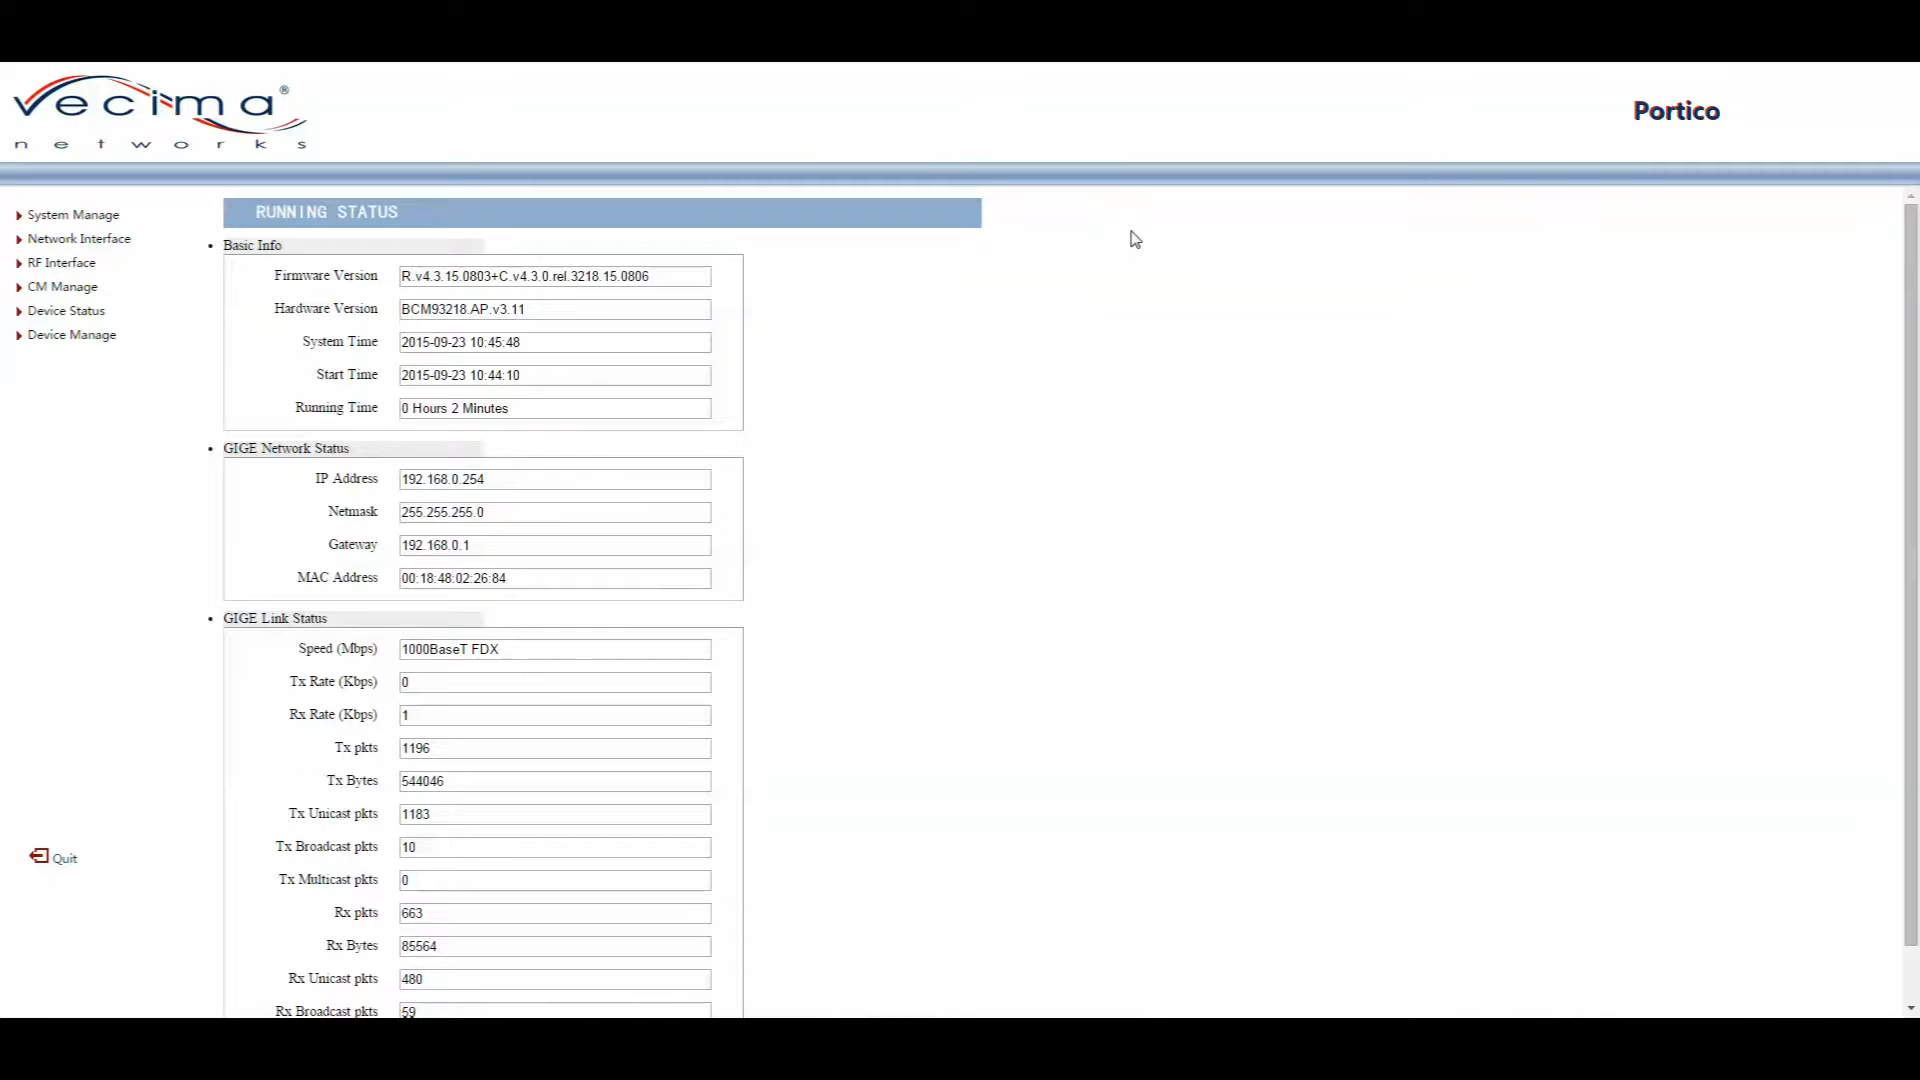 vecima®
networks
Portico
System Manage
Network Interface
RF Interface
CM Manage
Device Status
Device Manage
Quit
RUNNING STATUS
Basic Info
Firmware Version R.v4.3.15.0803+C.v4.3.0.rel.3218.15.0806
Hardware Version BCM93218.AP.v3.11
System Time 2015-09-23 10:45:48
Start Time 2015-09-23 10:44:10
Running Time 0 Hours 2 Minutes
GIGE Network Status
IP Address 192.168.0.254
Netmask 255.255.255.0
Gateway 192.168.0.1
MAC Address 00:18:48:02:26:84
GIGE Link Status
Speed (Mbps) 1000BaseT FDX
Tx Rate (Kbps) 0
Rx Rate (Kbps) 1
Tx pkts 1196
Tx Bytes 544046
Tx Unicast pkts 1183
Tx Broadcast pkts 10
Tx Multicast pkts 0
Rx pkts 663
Rx Bytes 85564
Rx Unicast pkts 480
Rx Broadcast pkts 59